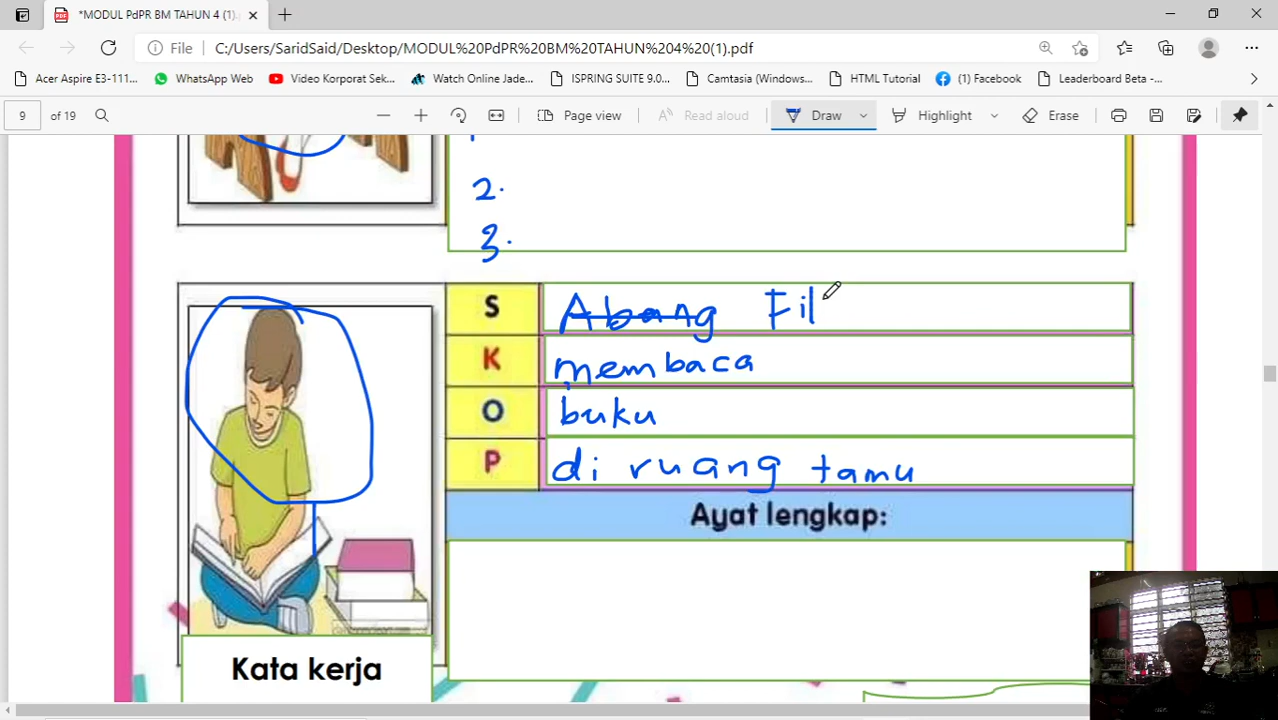 *MODUL PdPR BM TAHUN 4 (1).p
File C:/Users/SaridSaid/Desktop/MODUL%20PdPR%20BM%20TAHUN%204%20(1).pdf
Acer Aspire E3-111... WhatsApp Web Video Korporat Sek... Watch Online Jade... ISPRING SUITE 9.0... Camtasia (Windows... HTML Tutorial (1) Facebook Leaderboard Beta -...
9 of 19 Page view Read aloud Draw Highlight Erase
2.
3.
S Abang Fil
K membaca
O buku
P di ruang tamu
Ayat lengkap:
Kata kerja